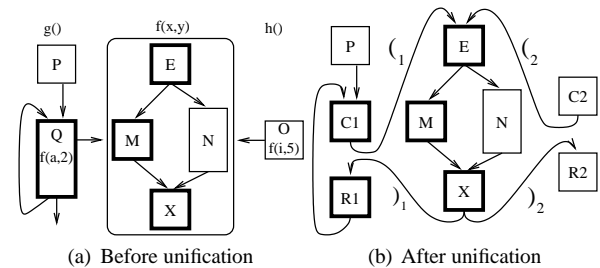 g()
f(x,y)
h()
P
Q
f(a,2)
E
M
N
X
O
f(i,5)
(a) Before unification
P
C1
R1
(1
E
(2
M
N
X
)1
)2
C2
R2
(b) After unification